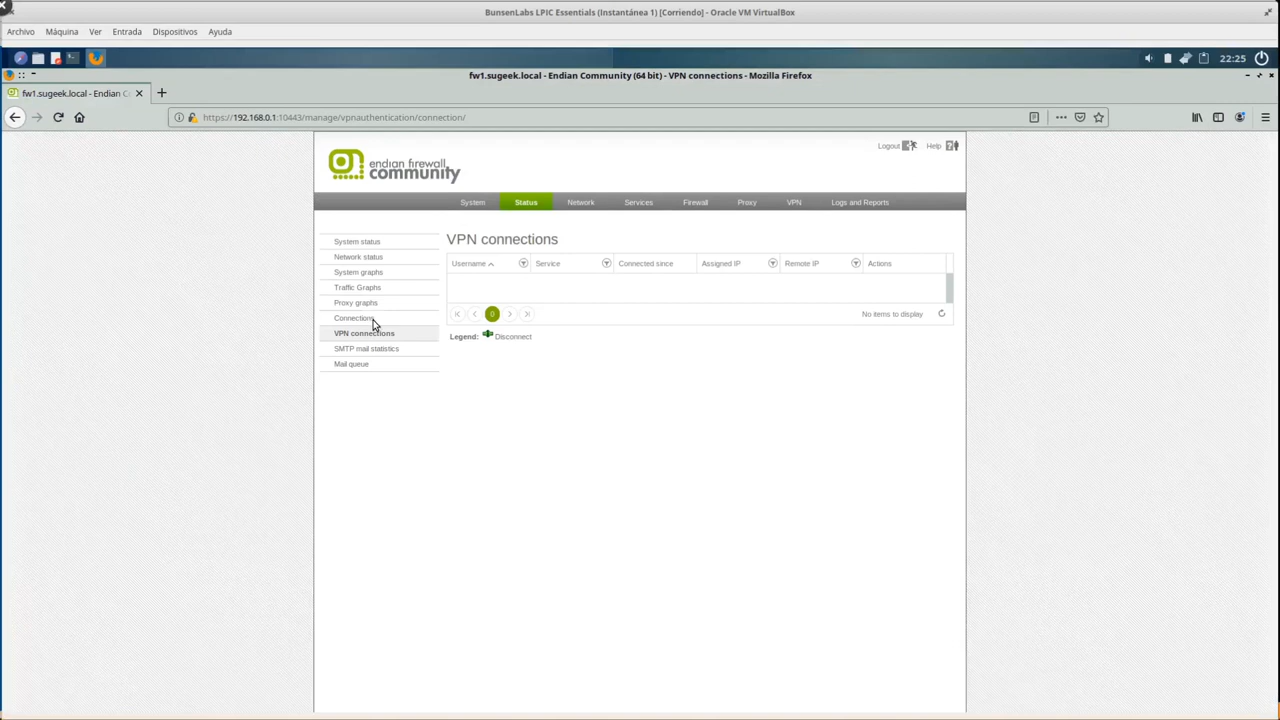 BunsenLabs LPIC Essentials (Instantánea 1) [Corriendo] - Oracle VM VirtualBox
Archivo Máquina Ver Entrada Dispositivos Ayuda
22:25
fw1.sugeek.local - Endian Community (64 bit) - VPN connections - Mozilla Firefox
fw1.sugeek.local - Endian C
https://192.168.0.1:10443/manage/vpnauthentication/connection/
Logout Help
endian firewall
community
System Status Network Services Firewall Proxy VPN Logs and Reports
System status
Network status
System graphs
Traffic Graphs
Proxy graphs
Connections
VPN connections
SMTP mail statistics
Mail queue
VPN connections
Username Service Connected since Assigned IP Remote IP Actions
0 No items to display
Legend: Disconnect